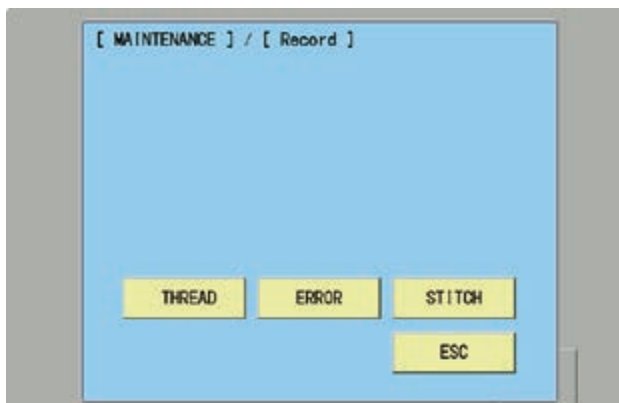 [ MAINTENANCE ] / [ Record ]
THREAD ERROR STITCH
ESC